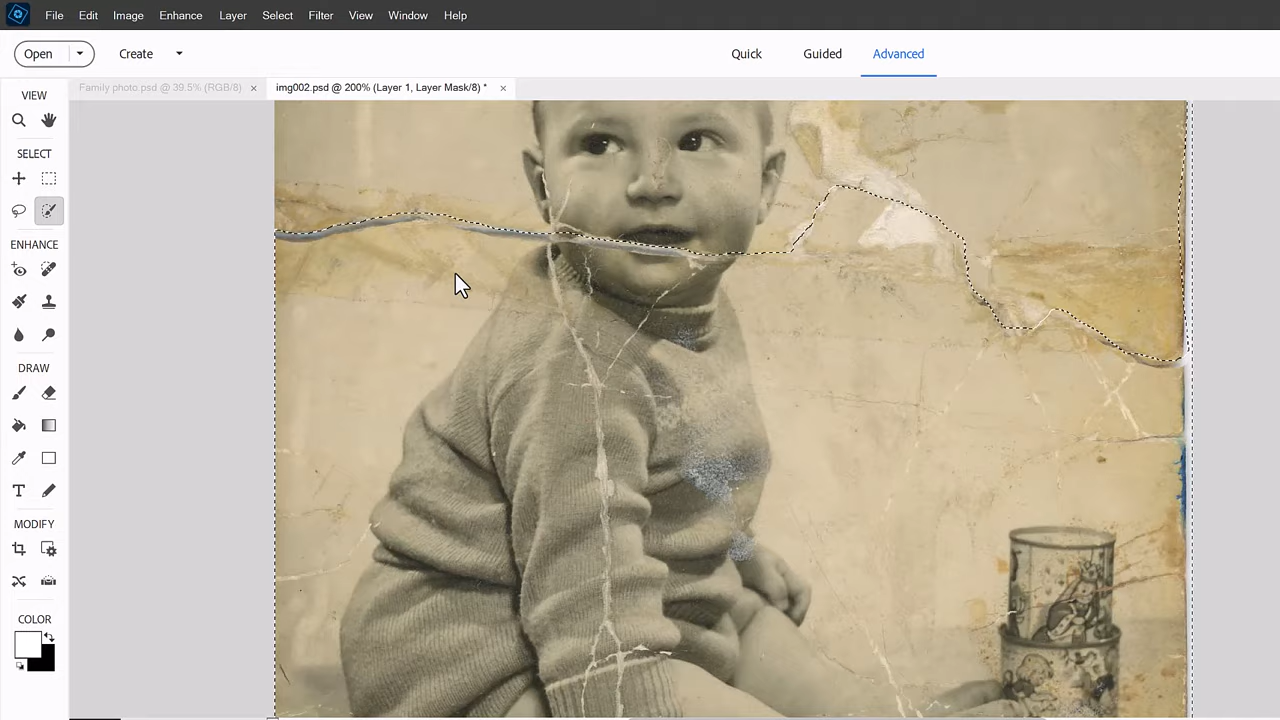 File Edit Image Enhance Layer Select Filter View Window Help
Open Create Quick Guided Advanced
Family photo.psd @ 39.5% (RGB/8) × img002.psd @ 200% (Layer 1, Layer Mask/8) * ×
VIEW
SELECT
ENHANCE
DRAW
MODIFY
COLOR